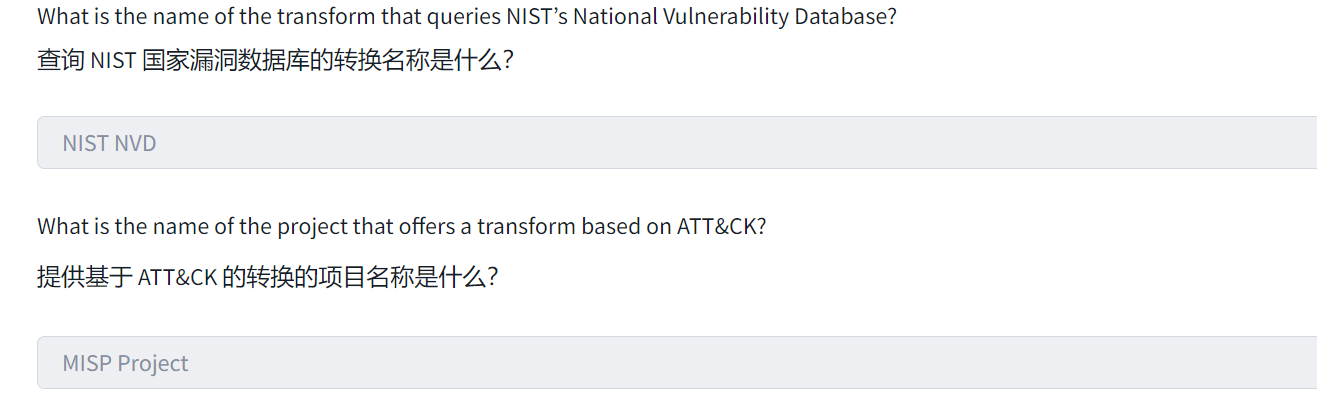 What is the name of the transform that queries NIST’s National Vulnerability Database?
查询 NIST 国家漏洞数据库的转换名称是什么？
NIST NVD
What is the name of the project that offers a transform based on ATT&CK?
提供基于 ATT&CK 的转换的项目名称是什么？
MISP Project